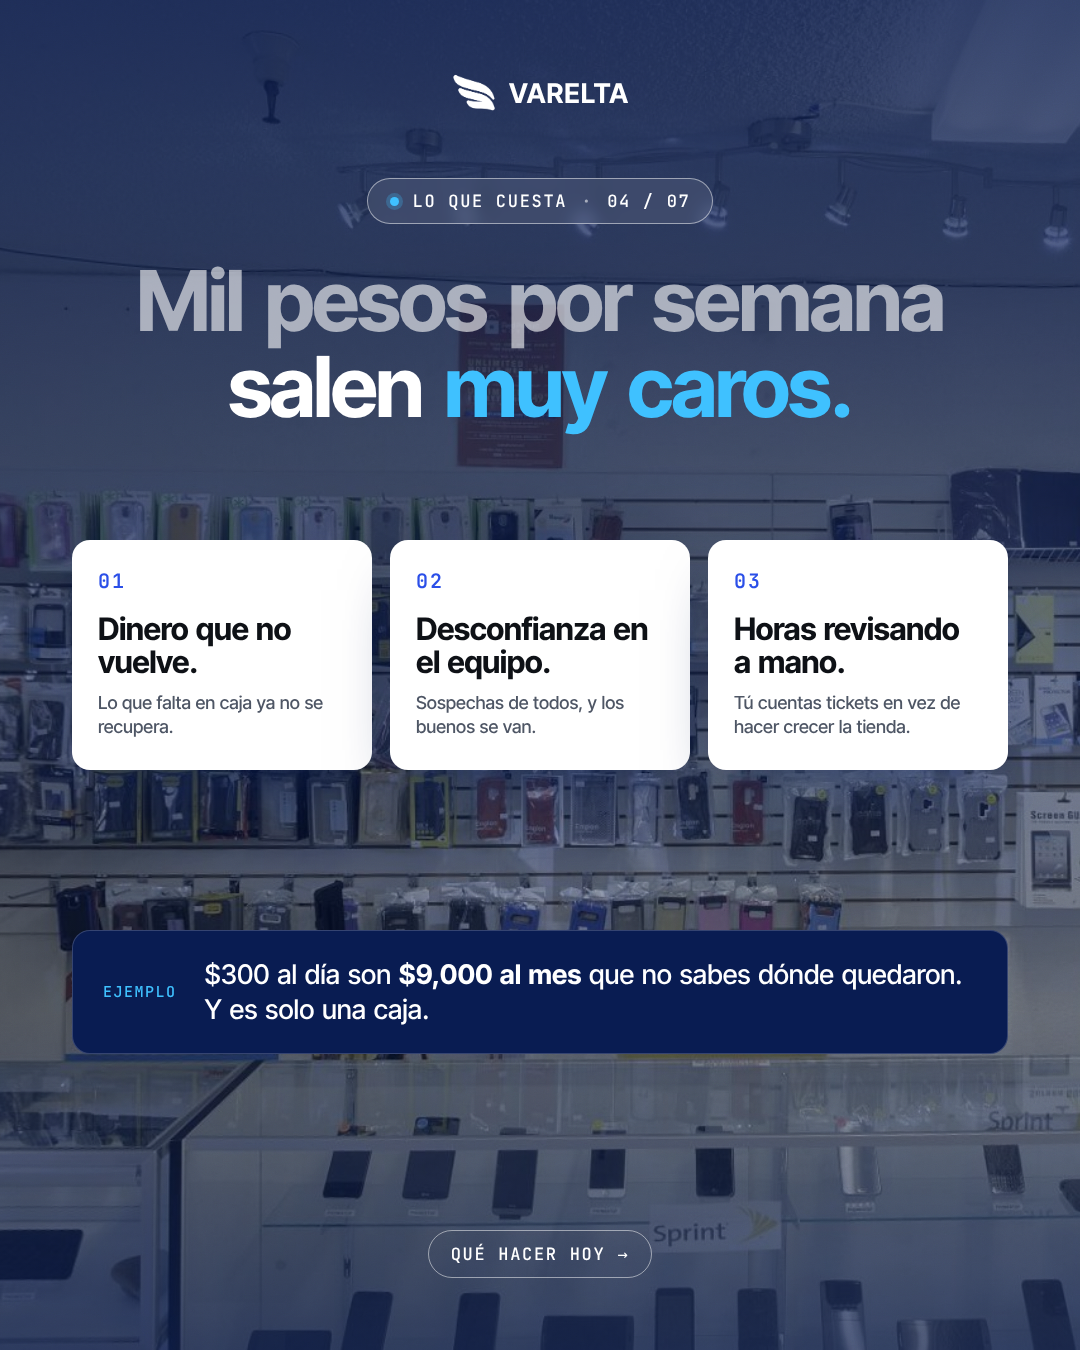 VARELTA
LO QUE CUESTA · 04 / 07
Mil pesos por semana
salen muy caros.
01
Dinero que no
vuelve.
Lo que falta en caja ya no se
recupera.
02
Desconfianza en
el equipo.
Sospechas de todos, y los
buenos se van.
03
Horas revisando
a mano.
Tú cuentas tickets en vez de
hacer crecer la tienda.
Screen GU
EJEMPLO
$300 al día son $9,000 al mes que no sabes dónde quedaron.
Y es solo una caja.
Sprint
Sprint
QUÉ HACER HOY →